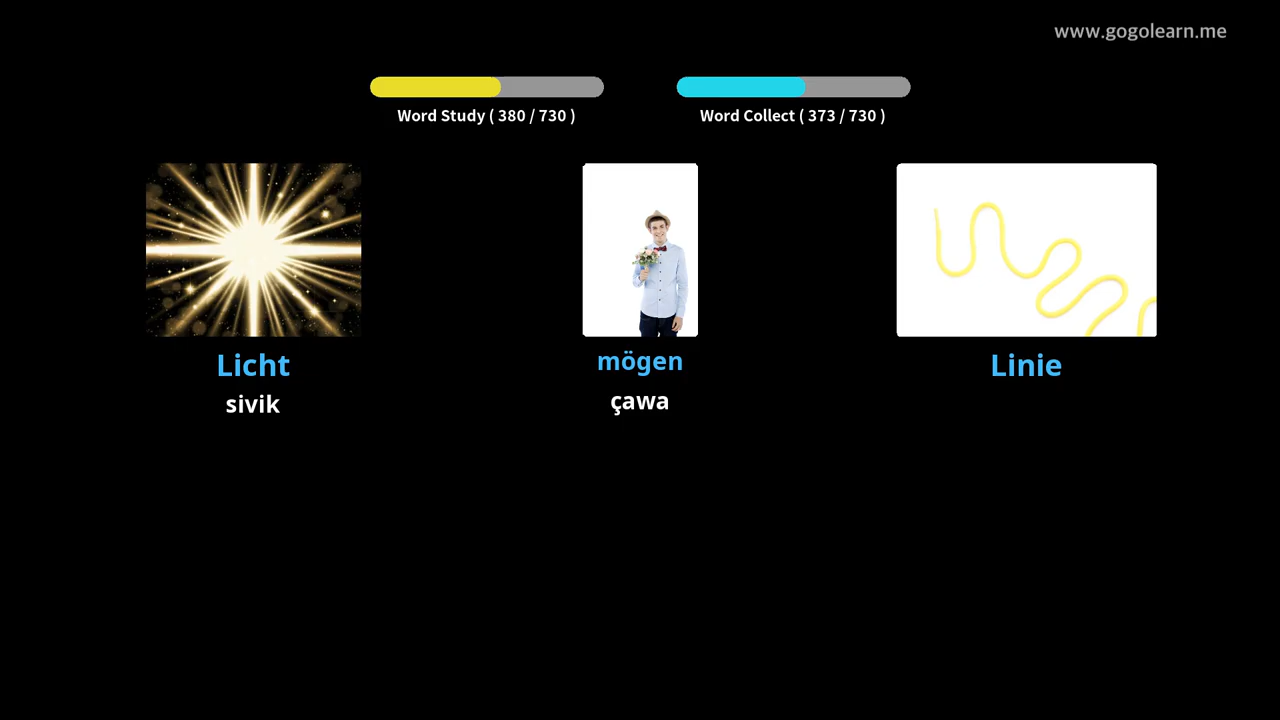 www.gogolearn.me
Word Study ( 380 / 730 )
Word Collect ( 373 / 730 )
Licht
sivik
mögen
çawa
Linie